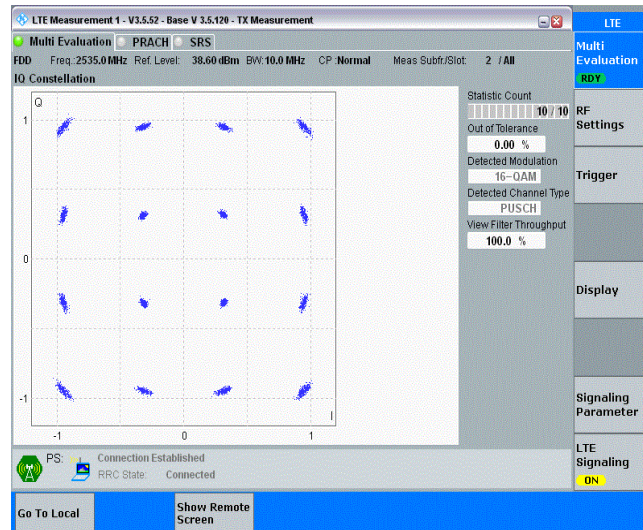 LTE Measurement 1 - V3.5.52 - Base V 3.5.120 - TX Measurement
LTE
Multi Evaluation PRACH SRS
FDD Freq.:2535.0 MHz Ref. Level: 38.60 dBm BW:10.0 MHz CP :Normal Meas Subfr./Slot: 2 / All
IQ Constellation
Q
1
0
-1
-1 0 1
I
Statistic Count
10 / 10
Out of Tolerance
0.00 %
Detected Modulation
16-QAM
Detected Channel Type
PUSCH
View Filter Throughput
100.0 %
PS: Connection Established
RRC State: Connected
Multi
Evaluation
RDY
RF
Settings
Trigger
Display
Signaling
Parameter
LTE
Signaling
ON
Go To Local
Show Remote
Screen